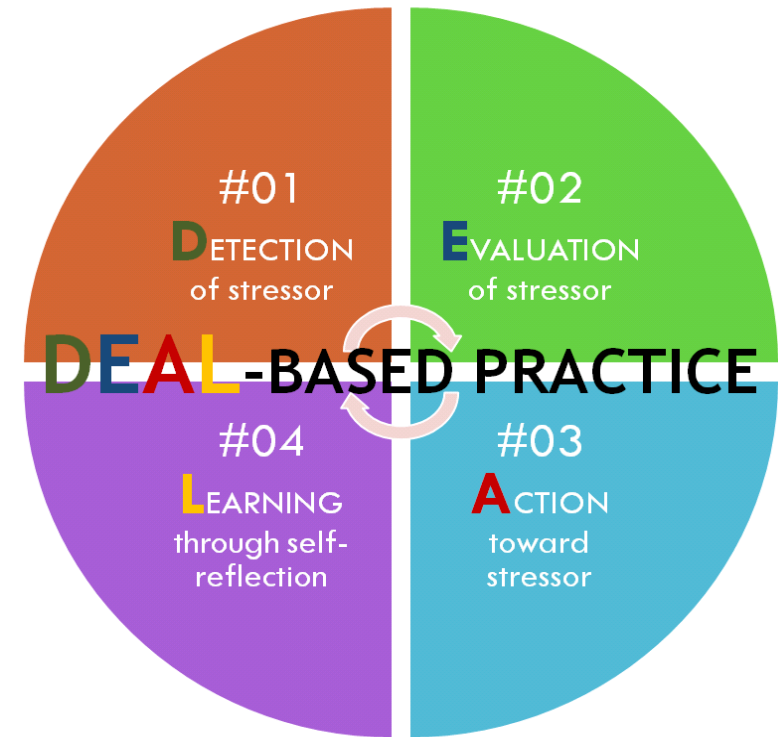 #01
DETECTION
of stressor
#02
EVALUATION
of stressor
DEAL-BASED PRACTICE
#04
LEARNING
through self-
reflection
#03
ACTION
toward
stressor